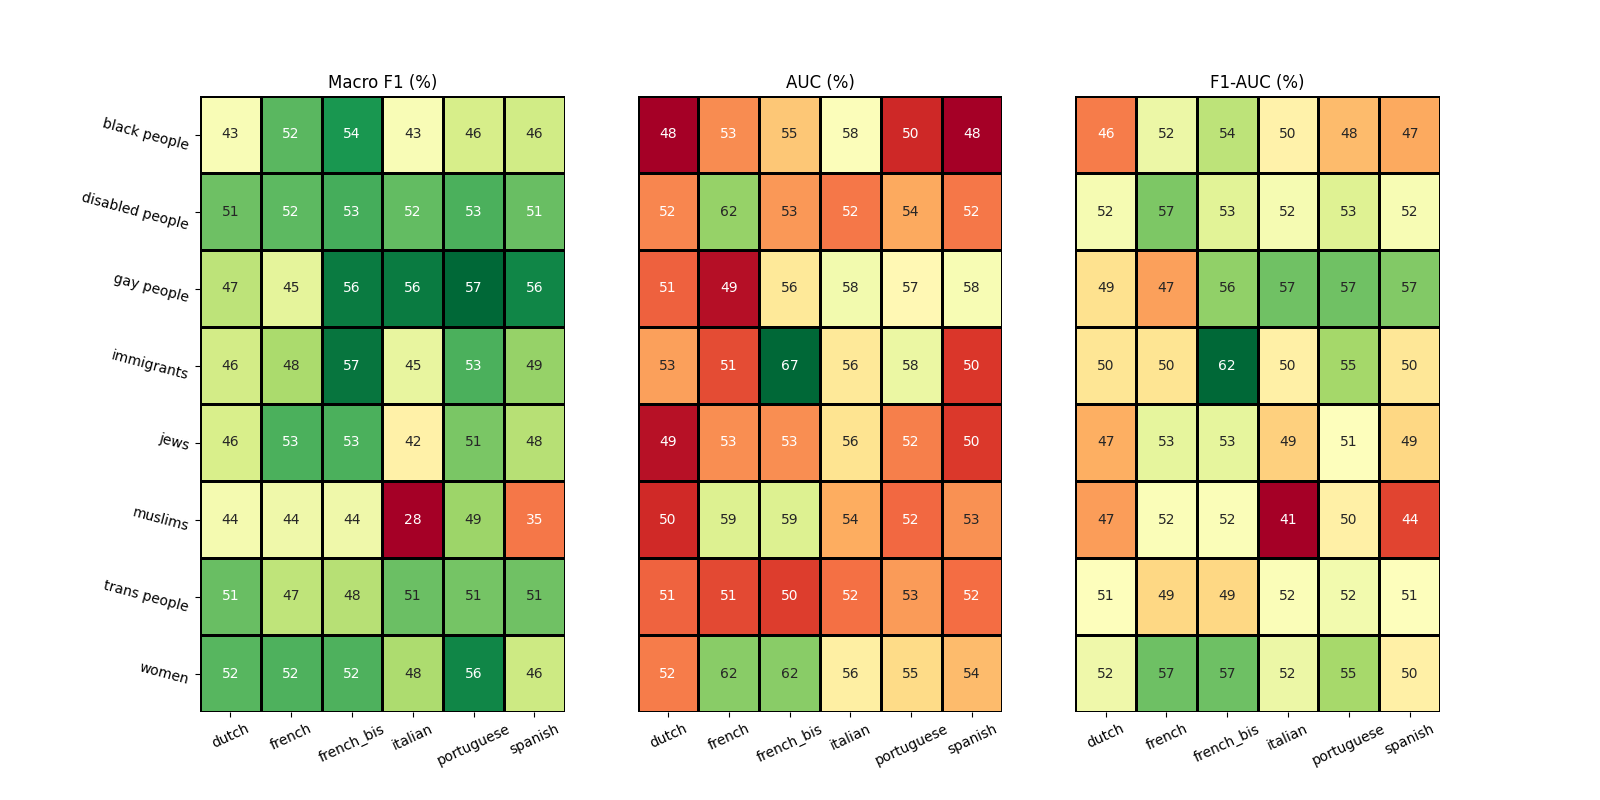 Macro F1 (%) AUC (%) F1-AUC (%)
black people 43 52 54 43 46 46 48 53 55 58 50 48 46 52 54 50 48 47
disabled people 51 52 53 52 53 51 52 62 53 52 54 52 52 57 53 52 53 52
gay people 47 45 56 56 57 56 51 49 56 58 57 58 49 47 56 57 57 57
immigrants 46 48 57 45 53 49 53 51 67 56 58 50 50 50 62 50 55 50
jews 46 53 53 42 51 48 49 53 53 56 52 50 47 53 53 49 51 49
muslims 44 44 44 28 49 35 50 59 59 54 52 53 47 52 52 41 50 44
trans people 51 47 48 51 51 51 51 51 50 52 53 52 51 49 49 52 52 51
women 52 52 52 48 56 46 52 62 62 56 55 54 52 57 57 52 55 50
dutch french french_bis italian portuguese spanish dutch french french_bis italian portuguese spanish dutch french french_bis italian portuguese spanish